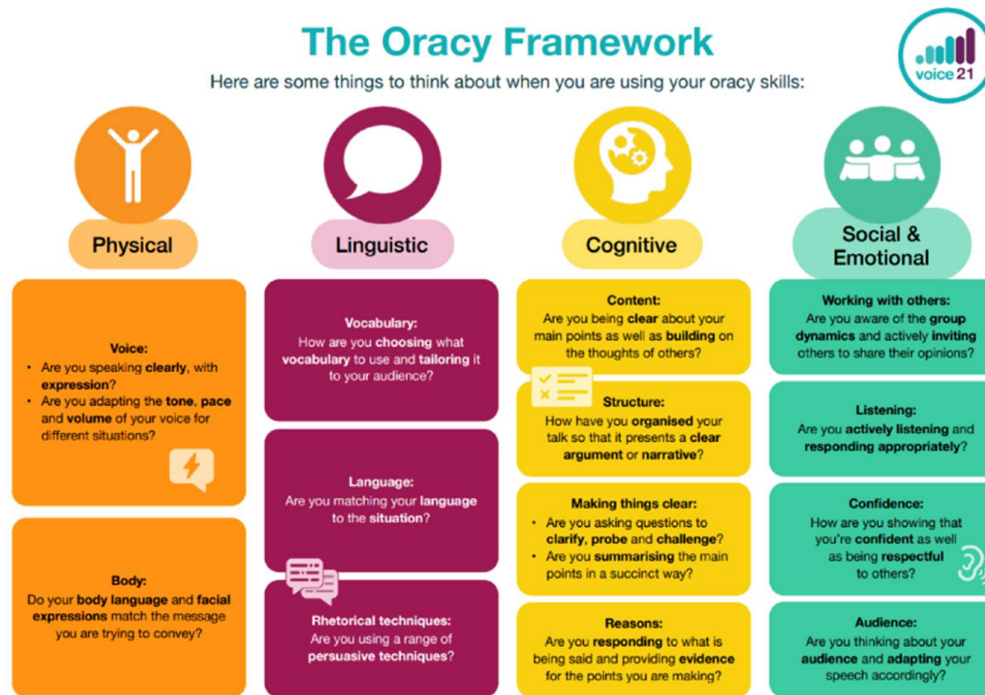 The Oracy Framework
voice 21
Here are some things to think about when you are using your oracy skills:
Physical
Voice:
• Are you speaking clearly, with
expression?
• Are you adapting the tone, pace
and volume of your voice for
different situations?
Body:
Do your body language and facial
expressions match the message
you are trying to convey?
Linguistic
Vocabulary:
How are you choosing what
vocabulary to use and tailoring it
to your audience?
Language:
Are you matching your language
to the situation?
Rhetorical techniques:
Are you using a range of
persuasive techniques?
Cognitive
Content:
Are you being clear about your
main points as well as building on
the thoughts of others?
Structure:
How have you organised your
talk so that it presents a clear
argument or narrative?
Making things clear:
• Are you asking questions to
clarify, probe and challenge?
• Are you summarising the main
points in a succinct way?
Reasons:
Are you responding to what is
being said and providing evidence
for the points you are making?
Social &
Emotional
Working with others:
Are you aware of the group
dynamics and actively inviting
others to share their opinions?
Listening:
Are you actively listening and
responding appropriately?
Confidence:
How are you showing that
you're confident as well
as being respectful
to others?
Audience:
Are you thinking about your
audience and adapting your
speech accordingly?